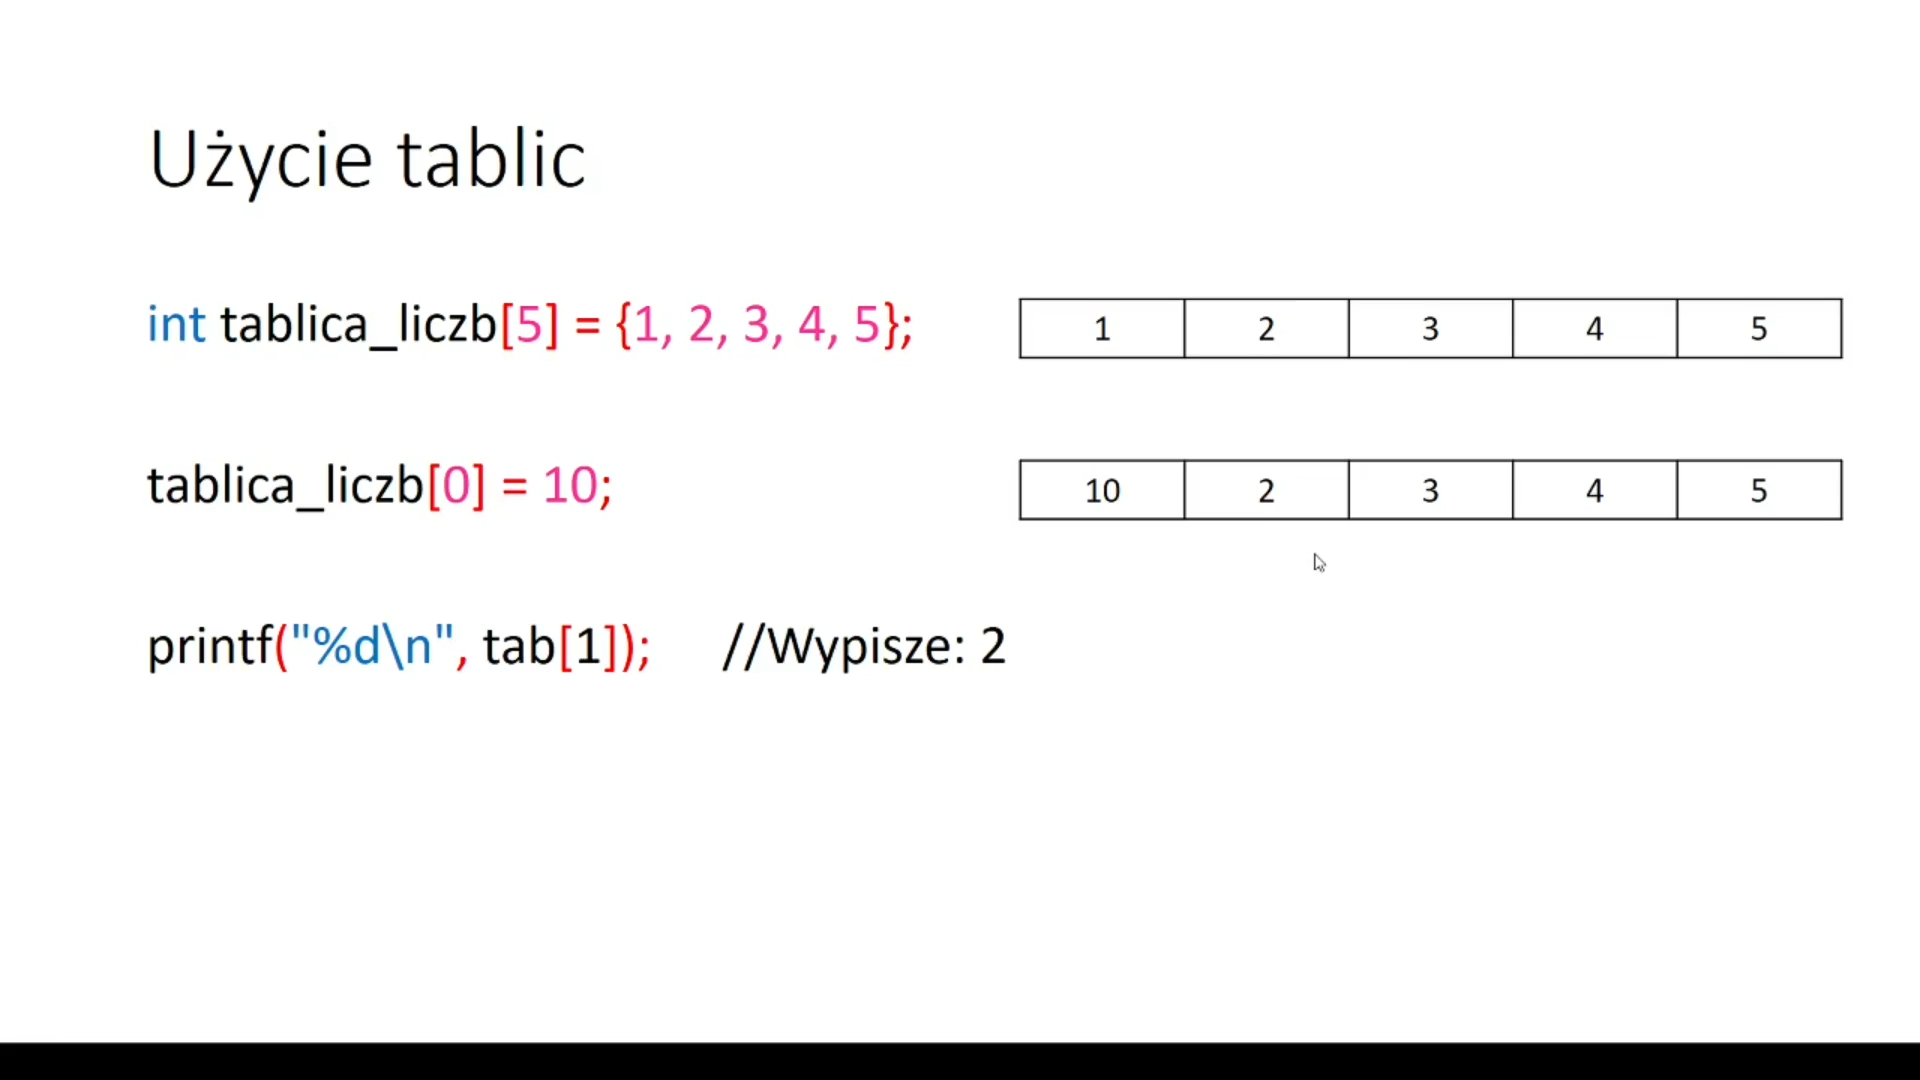 Użycie tablic
int tablica_liczb[5] = {1, 2, 3, 4, 5};
1 2 3 4 5
tablica_liczb[0] = 10;
10 2 3 4 5
printf("%d\n", tab[1]); //Wypisze: 2